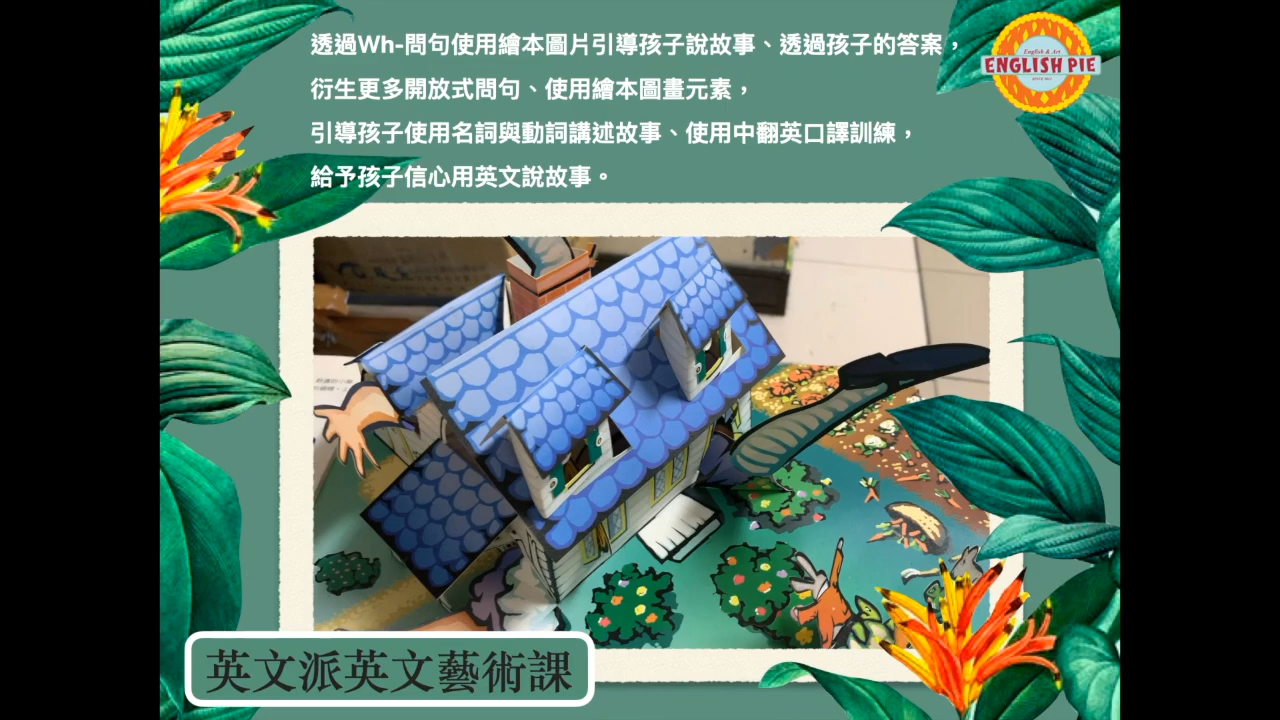 透過Wh-問句使用繪本圖片引導孩子說故事、透過孩子的答案，
衍生更多開放式問句、使用繪本圖畫元素，
引導孩子使用名詞與動詞講述故事、使用中翻英口譯訓練，
給予孩子信心用英文說故事。
English & Art
ENGLISH PIE
英文派英文藝術課